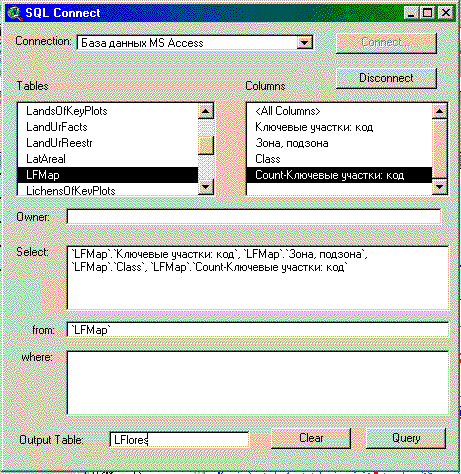 SQL Connect
Connection: База данных MS Access Connect...
Disconnect
Tables Columns
LandsOfKeyPlots
LandUrFacts
LandUrReestr
LatAreal
LFMap
LichensOfKeyPlots
<All Columns>
Ключевые участки: код
Зона, подзона
Class
Count-Ключевые участки: код
Owner:
Select: `LFMap`.`Ключевые участки: код`, `LFMap`.`Зона, подзона`,
`LFMap`.`Class`, `LFMap`.`Count-Ключевые участки: код`
from: `LFMap`
where:
Output Table: LFlores Clear Query